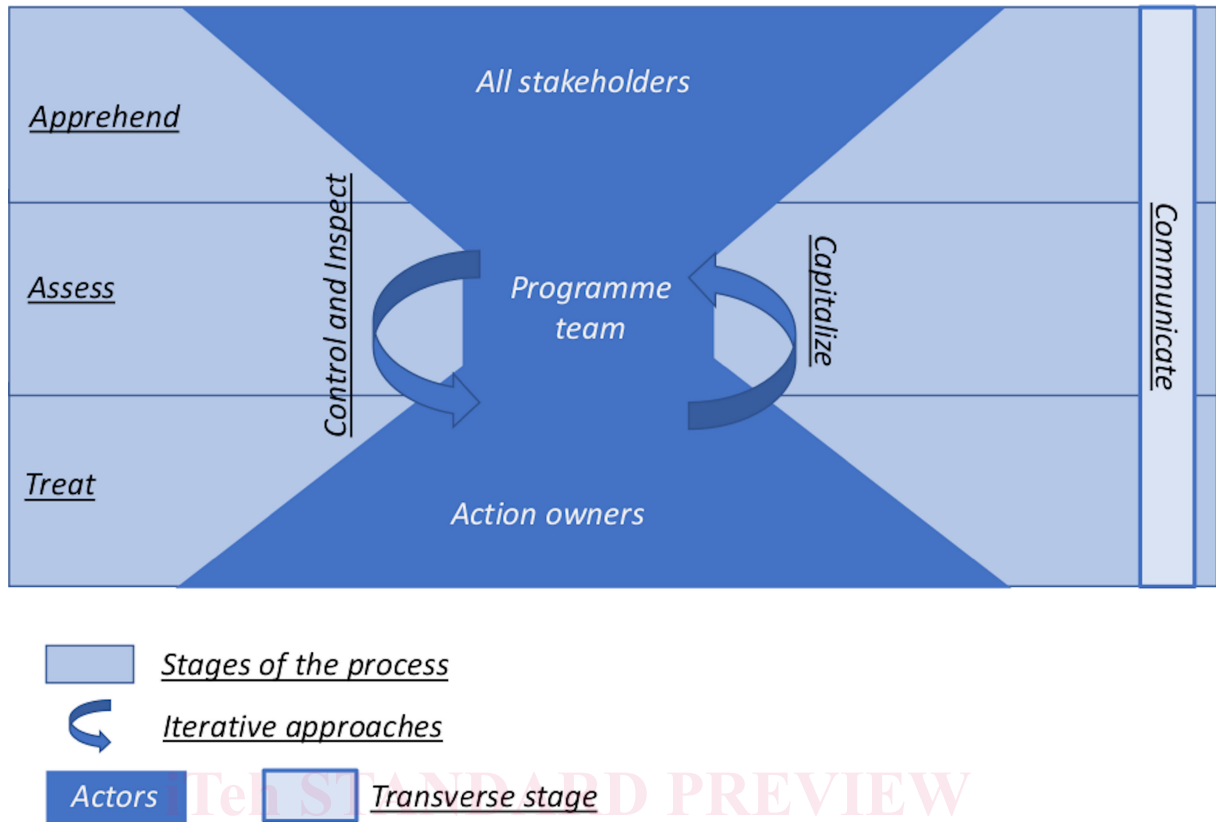 All stakeholders
Apprehend
Control and Inspect
Communicate
Capitalize
Assess
Programme
team
Treat
Action owners
Stages of the process
Iterative approaches
Actors
Transverse stage
iTeh STANDARD PREVIEW